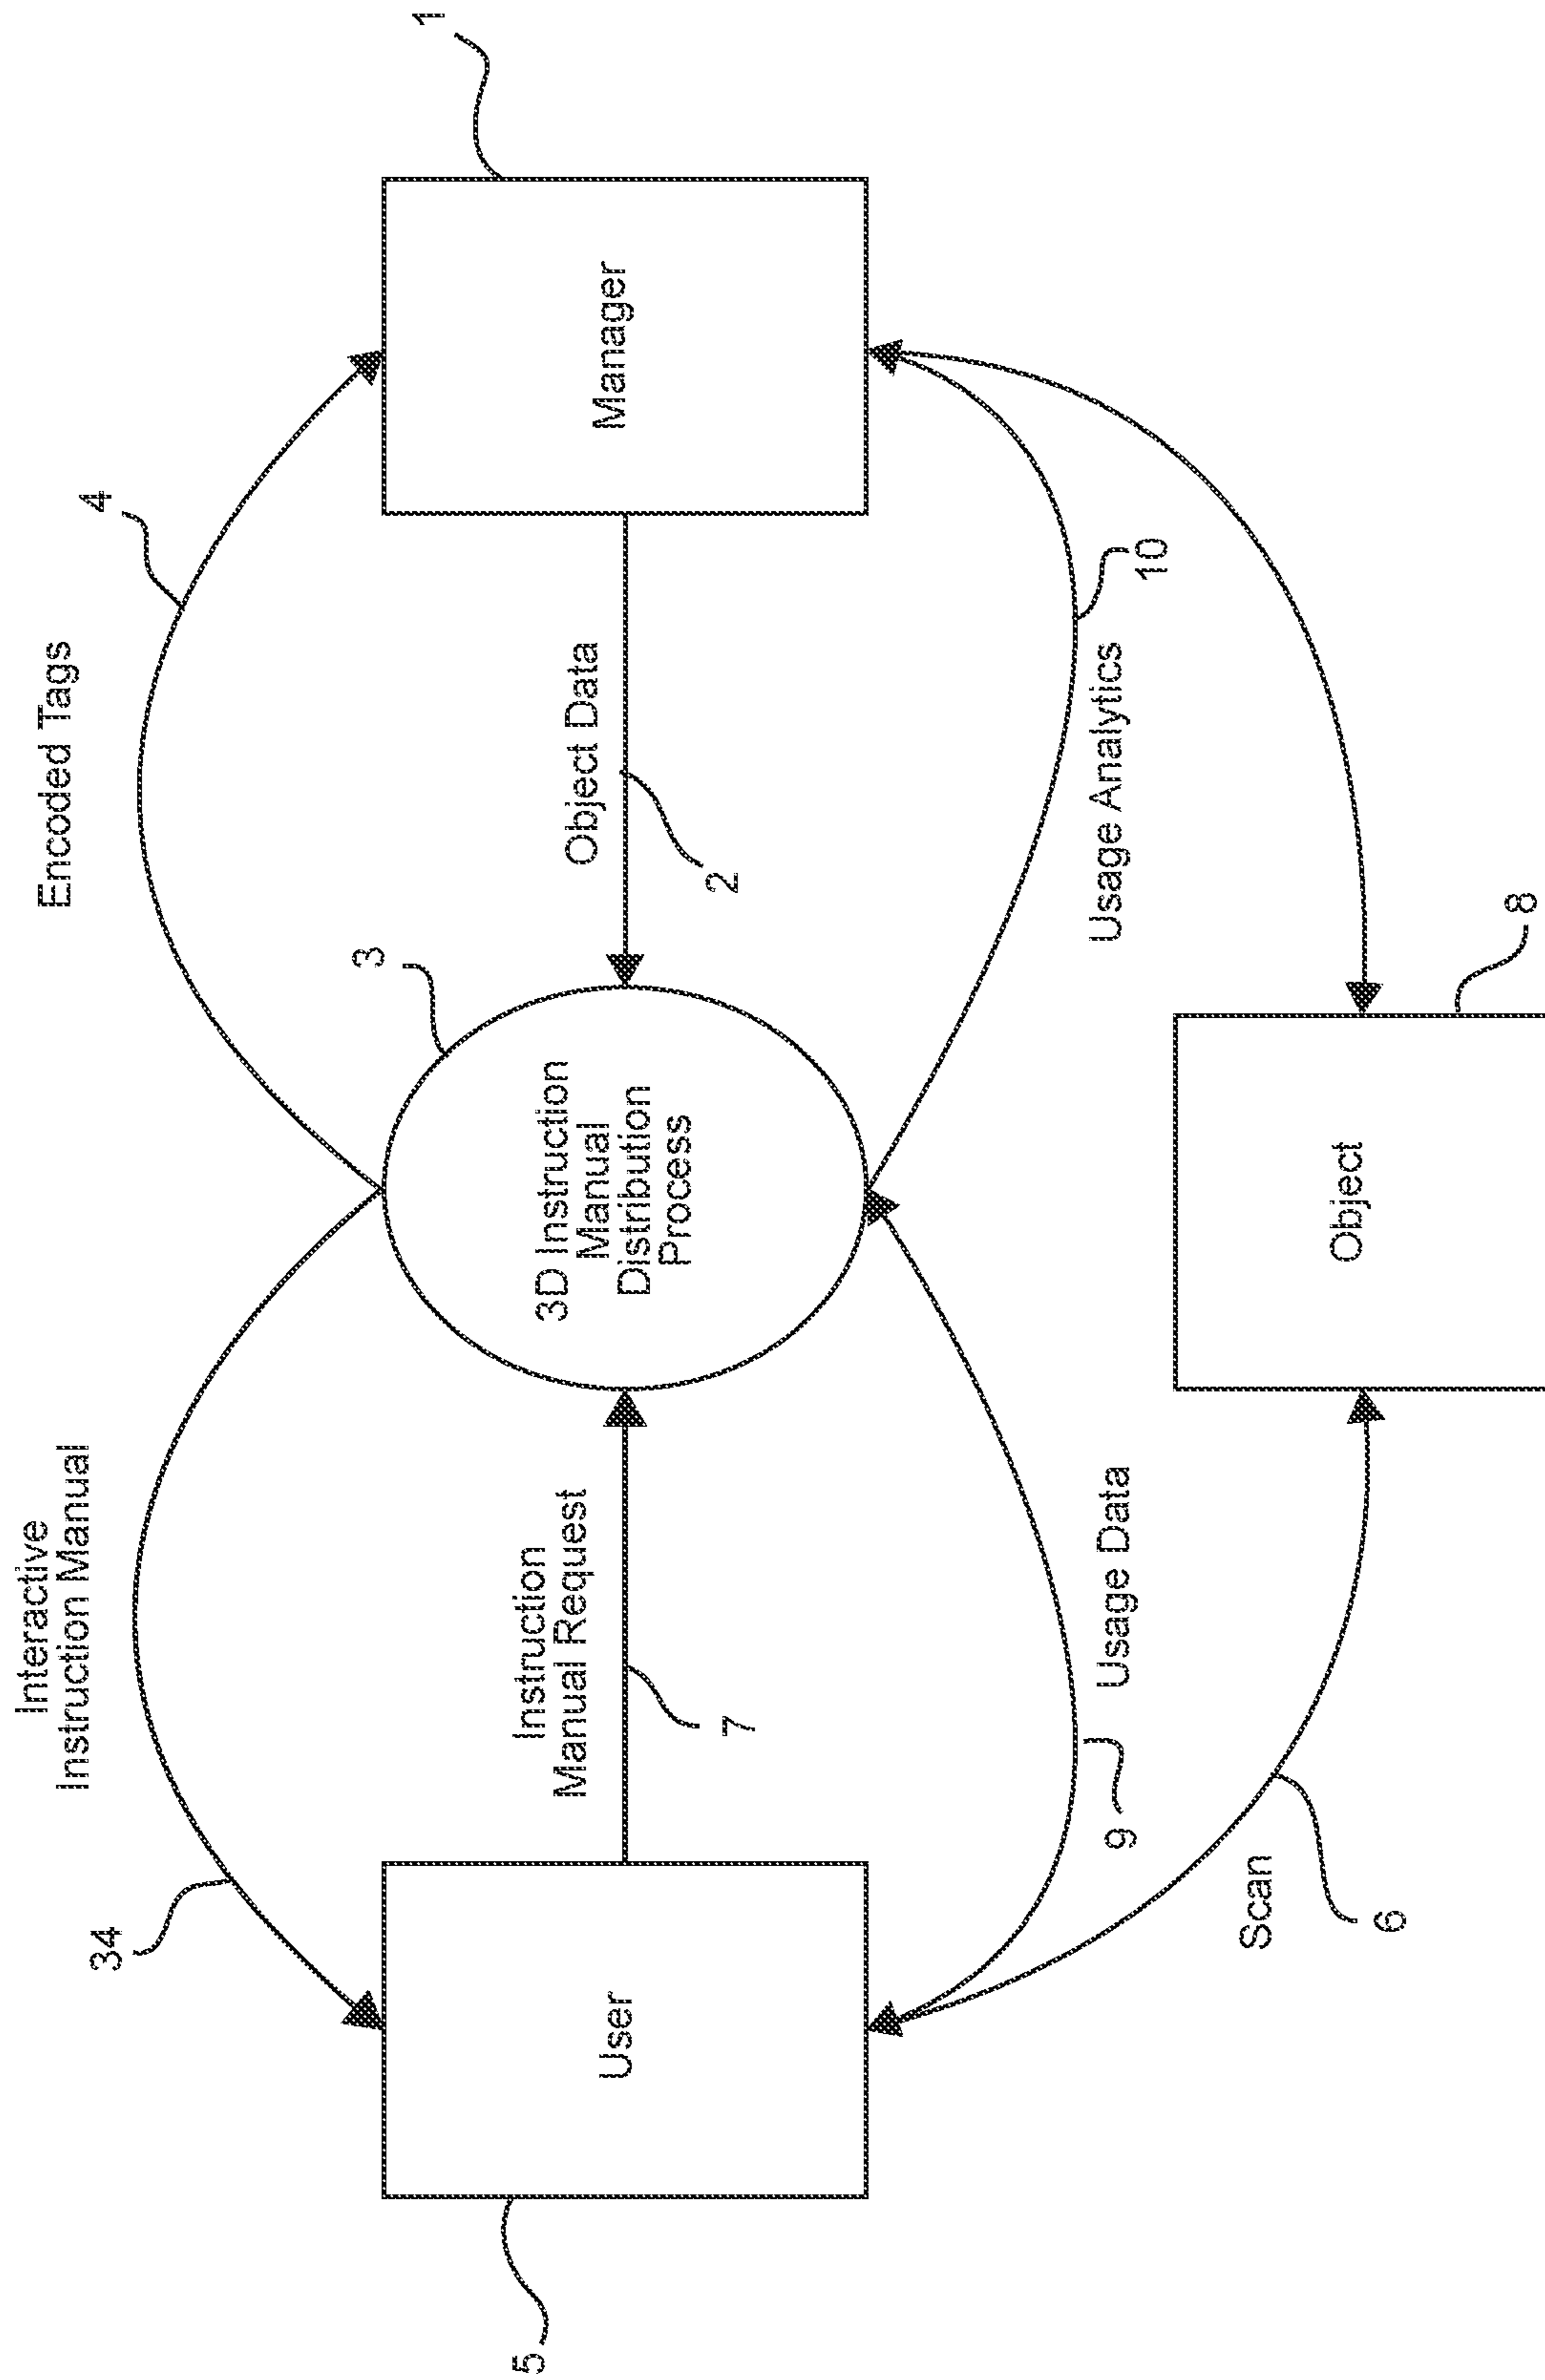 Interactive
Instruction Manual
34
Encoded Tags
4
1
5
User
Instruction
Manual Request
7
3
3D Instruction
Manual
Distribution
Process
Object Data
2
Manager
9
Usage Data
Usage Analytics
10
Scan
6
Object
8